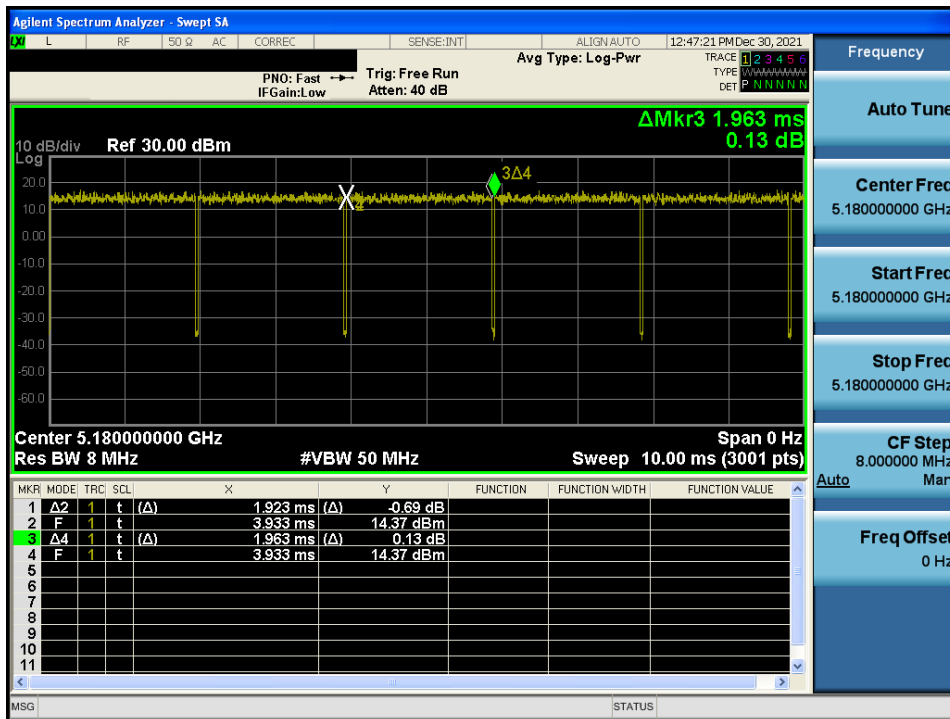 Agilent Spectrum Analyzer - Swept SA
LXI L RF 50 Ω AC CORREC SENSE:INT ALIGN AUTO 12:47:21 PM Dec 30, 2021
Frequency
Avg Type: Log-Pwr
TRACE 1 2 3 4 5 6
PNO: Fast Trig: Free Run
TYPE
IFGain:Low Atten: 40 dB
DET P N N N N N
Auto Tune
ΔMkr3 1.963 ms
0.13 dB
10 dB/div Ref 30.00 dBm
Log
3Δ4
20.0
10.0
0.00
-10.0
-20.0
-30.0
-40.0
-50.0
-60.0
Center Freq
5.180000000 GHz
Start Freq
5.180000000 GHz
Stop Freq
5.180000000 GHz
Center 5.180000000 GHz Span 0 Hz
Res BW 8 MHz #VBW 50 MHz Sweep 10.00 ms (3001 pts)
CF Step
8.000000 MHz
Auto Man
Freq Offset
0 Hz
MKR MODE TRC SCL X Y FUNCTION FUNCTION WIDTH FUNCTION VALUE
1 Δ2 1 t (Δ) 1.923 ms (Δ) -0.69 dB
2 F 1 t 3.933 ms 14.37 dBm
3 Δ4 1 t (Δ) 1.963 ms (Δ) 0.13 dB
4 F 1 t 3.933 ms 14.37 dBm
5
6
7
8
9
10
11
MSG STATUS